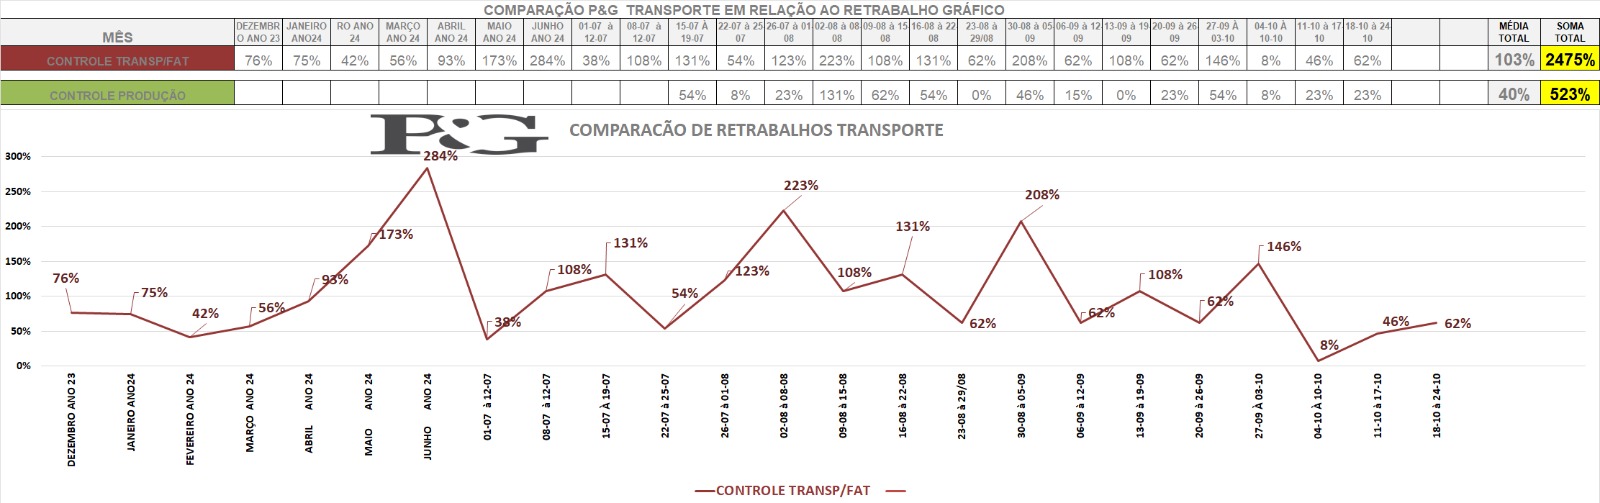 COMPARAÇÃO P&G TRANSPORTE EM RELAÇÃO AO RETRABALHO GRÁFICO
MÊS DEZEMBR O ANO 23 JANEIRO ANO24 RO ANO 24 MARÇO ANO 24 ABRIL ANO 24 MAIO ANO 24 JUNHO ANO 24 01-07 à 12-07 08-07 à 12-07 15-07 À 19-07 22-07 à 25-07 26-07 à 01-08 02-08 à 08-08 09-08 à 15-08 16-08 à 22-08 23-08 à 29/08 30-08 à 05-09 06-09 à 12-09 13-09 à 19-09 20-09 à 26-09 27-09 À 03-10 04-10 À 10-10 11-10 à 17-10 18-10 à 24-10 MÉDIA TOTAL SOMA TOTAL
CONTROLE TRANSP/FAT 76% 75% 42% 56% 93% 173% 284% 38% 108% 131% 54% 123% 223% 108% 131% 62% 208% 62% 108% 62% 146% 8% 46% 62% 103% 2475%
CONTROLE PRODUÇÃO 54% 8% 23% 131% 62% 54% 0% 46% 15% 0% 23% 54% 8% 23% 23% 40% 523%
P&G COMPARACÃO DE RETRABALHOS TRANSPORTE
300%
250%
200%
150%
100%
50%
0%
76%
75%
42%
56%
93%
173%
284%
38%
108%
131%
54%
123%
223%
108%
131%
62%
208%
62%
108%
62%
146%
8%
46%
62%
DEZEMBRO ANO 23
JANEIRO ANO24
FEVEREIRO ANO 24
MARÇO ANO 24
ABRIL ANO 24
MAIO ANO 24
JUNHO ANO 24
01-07 à 12-07
08-07 à 12-07
15-07 À 19-07
22-07 à 25-07
26-07 à 01-08
02-08 à 08-08
09-08 à 15-08
16-08 à 22-08
23-08 à 29/08
30-08 à 05-09
06-09 à 12-09
13-09 à 19-09
20-09 à 26-09
27-09 À 03-10
04-10 À 10-10
11-10 à 17-10
18-10 à 24-10
CONTROLE TRANSP/FAT